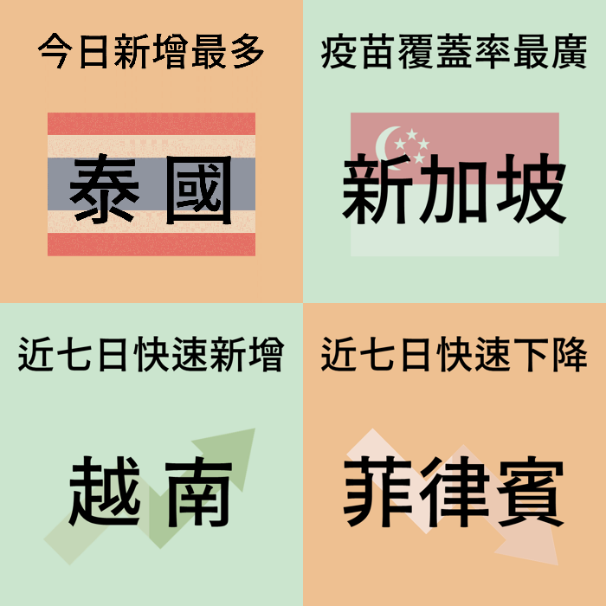 今日新增最多
泰國
疫苗覆蓋率最廣
新加坡
近七日快速新增
越南
近七日快速下降
菲律賓